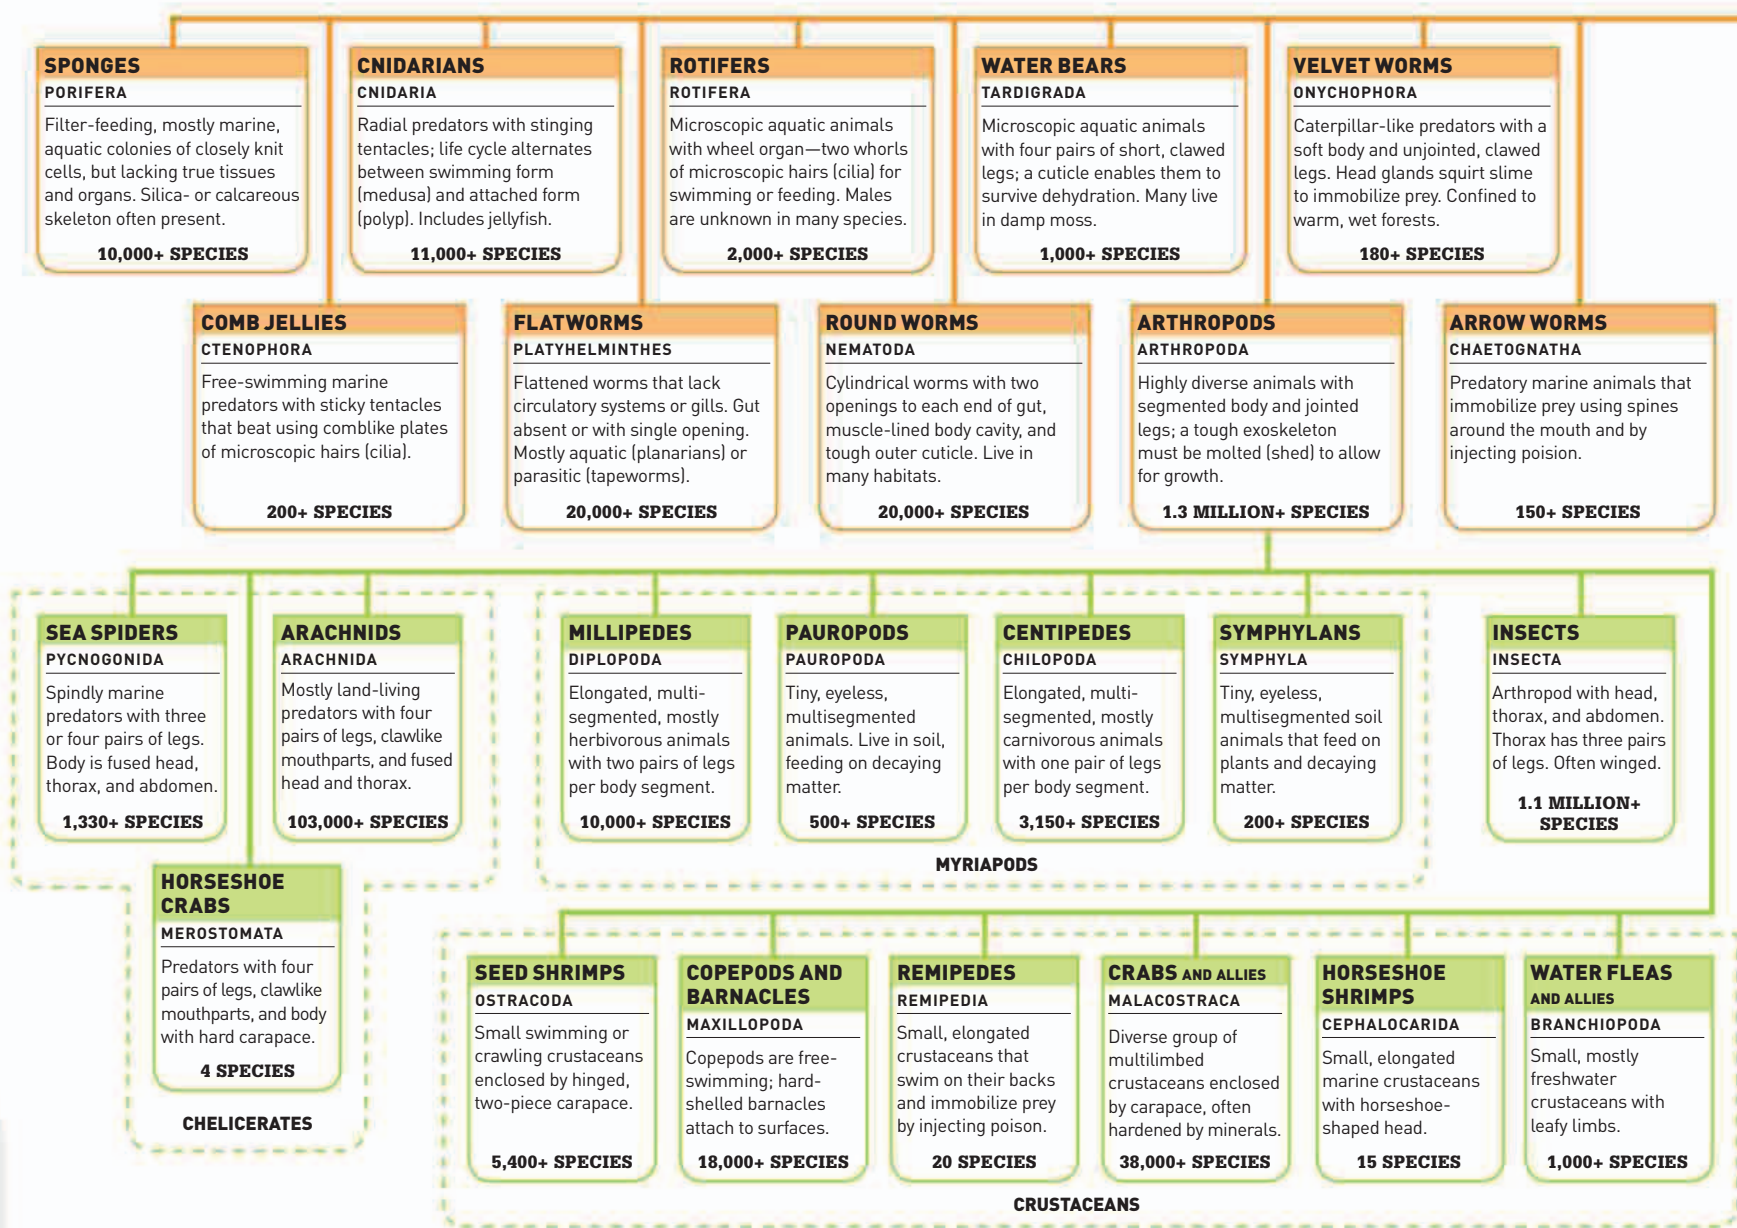 SPONGES
PORIFERA
Filter-feeding, mostly marine,
aquatic colonies of closely knit
cells, but lacking true tissues
and organs. Silica- or calcareous
skeleton often present.
10,000+ SPECIES
CNIDARIANS
CNIDARIA
Radial predators with stinging
tentacles; life cycle alternates
between swimming form
(medusa) and attached form
(polyp). Includes jellyfish.
11,000+ SPECIES
ROTIFERS
ROTIFERA
Microscopic aquatic animals
with wheel organ—two whorls
of microscopic hairs (cilia) for
swimming or feeding. Males
are unknown in many species.
2,000+ SPECIES
WATER BEARS
TARDIGRADA
Microscopic aquatic animals
with four pairs of short, clawed
legs; a cuticle enables them to
survive dehydration. Many live
in damp moss.
1,000+ SPECIES
VELVET WORMS
ONYCHOPHORA
Caterpillar-like predators with a
soft body and unjointed, clawed
legs. Head glands squirt slime
to immobilize prey. Confined to
warm, wet forests.
180+ SPECIES
COMB JELLIES
CTENOPHORA
Free-swimming marine
predators with sticky tentacles
that beat using comblike plates
of microscopic hairs (cilia).
200+ SPECIES
FLATWORMS
PLATYHELMINTHES
Flattened worms that lack
circulatory systems or gills. Gut
absent or with single opening.
Mostly aquatic (planarians) or
parasitic (tapeworms).
20,000+ SPECIES
ROUND WORMS
NEMATODA
Cylindrical worms with two
openings to each end of gut,
muscle-lined body cavity, and
tough outer cuticle. Live in
many habitats.
20,000+ SPECIES
ARTHROPODS
ARTHROPODA
Highly diverse animals with
segmented body and jointed
legs; a tough exoskeleton
must be molted (shed) to allow
for growth.
1.3 MILLION+ SPECIES
ARROW WORMS
CHAETOGNATHA
Predatory marine animals that
immobilize prey using spines
around the mouth and by
injecting poision.
150+ SPECIES
SEA SPIDERS
PYCNOGONIDA
Spindly marine
predators with three
or four pairs of legs.
Body is fused head,
thorax, and abdomen.
1,330+ SPECIES
ARACHNIDS
ARACHNIDA
Mostly land-living
predators with four
pairs of legs, clawlike
mouthparts, and fused
head and thorax.
103,000+ SPECIES
HORSESHOE
CRABS
MEROSTOMATA
Predators with four
pairs of legs, clawlike
mouthparts, and body
with hard carapace.
4 SPECIES
CHELICERATES
MILLIPEDES
DIPLOPODA
Elongated, multi-
segmented, mostly
herbivorous animals
with two pairs of legs
per body segment.
10,000+ SPECIES
PAUROPODS
PAUROPODA
Tiny, eyeless,
multisegmented
animals. Live in soil,
feeding on decaying
matter.
500+ SPECIES
CENTIPEDES
CHILOPODA
Elongated, multi-
segmented, mostly
carnivorous animals
with one pair of legs
per body segment.
3,150+ SPECIES
SYMPHYLANS
SYMPHYLA
Tiny, eyeless,
multisegmented soil
animals that feed on
plants and decaying
matter.
200+ SPECIES
MYRIAPODS
INSECTS
INSECTA
Arthropod with head,
thorax, and abdomen.
Thorax has three pairs
of legs. Often winged.
1.1 MILLION+
SPECIES
SEED SHRIMPS
OSTRACODA
Small swimming or
crawling crustaceans
enclosed by hinged,
two-piece carapace.
5,400+ SPECIES
COPEPODS AND
BARNACLES
MAXILLOPODA
Copepods are free-
swimming; hard-
shelled barnacles
attach to surfaces.
18,000+ SPECIES
REMIPEDES
REMIPEDIA
Small, elongated
crustaceans that
swim on their backs
and immobilize prey
by injecting poison.
20 SPECIES
CRABS AND ALLIES
MALACOSTRACA
Diverse group of
multilimbed
crustaceans enclosed
by carapace, often
hardened by minerals.
38,000+ SPECIES
HORSESHOE
SHRIMPS
CEPHALOCARIDA
Small, elongated
marine crustaceans
with horseshoe-
shaped head.
15 SPECIES
WATER FLEAS
AND ALLIES
BRANCHIOPODA
Small, mostly
freshwater
crustaceans with
leafy limbs.
1,000+ SPECIES
CRUSTACEANS